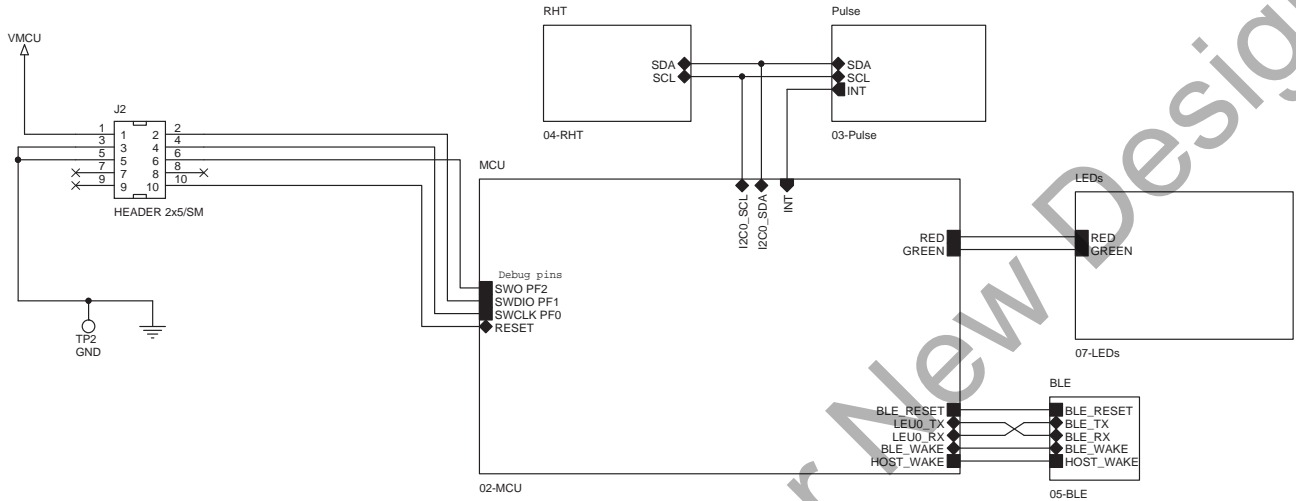 RHT
Pulse
VMCU
SDA
SCL
SDA
SCL
INT
J2
04-RHT
03-Pulse
1 1 2 2
3 3 4 4
5 5 6 6
7 7 8 8
9 9 10 10
HEADER 2x5/SM
MCU
I2C0_SCL
I2C0_SDA
INT
LEDs
RED
GREEN
RED
GREEN
Debug pins
SWO PF2
SWDIO PF1
SWCLK PF0
RESET
TP2
GND
07-LEDs
BLE
BLE_RESET
LEU0_TX
LEU0_RX
BLE_WAKE
HOST_WAKE
BLE_RESET
BLE_TX
BLE_RX
BLE_WAKE
HOST_WAKE
02-MCU
05-BLE
r New Desig